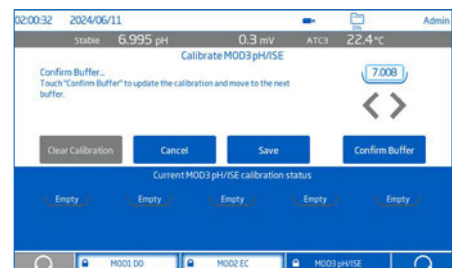 02:00:32 2024/06/11 0% Admin
Stable 6.995 pH 0.3 mV ATC3 22.4°C
Calibrate MOD3 pH/ISE
Confirm Buffer...
Touch "Confirm Buffer" to update the calibration and move to the next
buffer.
7.008
Clear Calibration Cancel Save Confirm Buffer
Current MOD3 pH/ISE calibration status
Empty Empty Empty Empty Empty
MOD1 DO MOD2 EC MOD3 pH/ISE